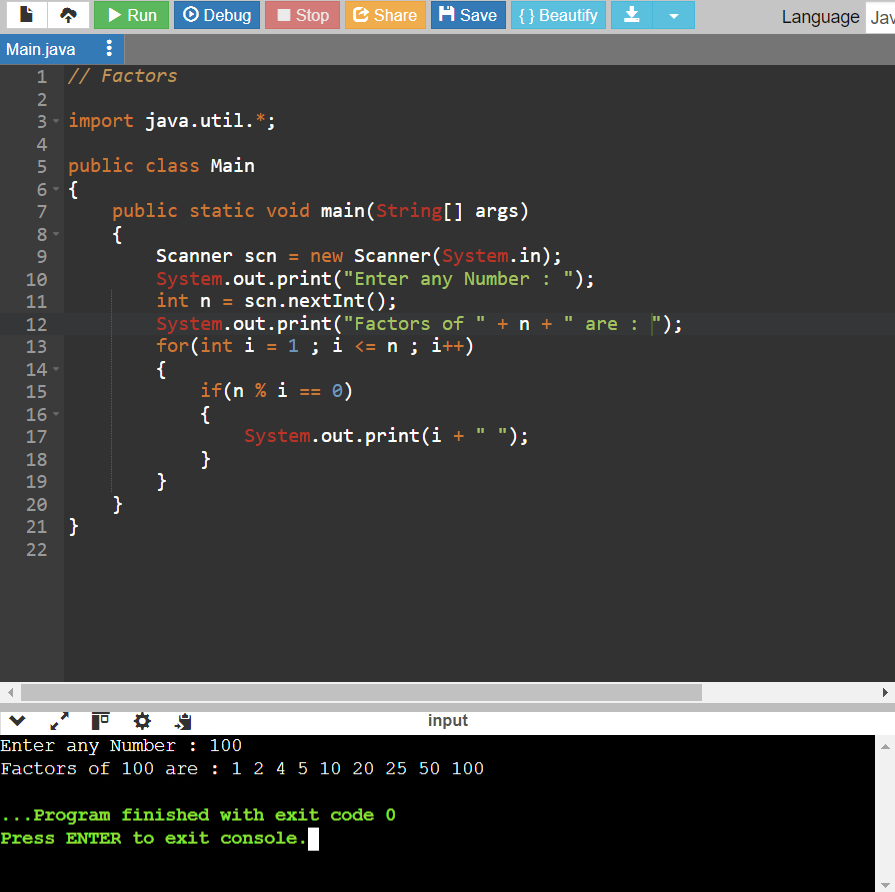 Run Debug Stop Share Save { } Beautify Language Jav
Main.java
1 // Factors
2
3 import java.util.*;
4
5 public class Main
6 {
7     public static void main(String[] args)
8     {
9         Scanner scn = new Scanner(System.in);
10         System.out.print("Enter any Number : ");
11         int n = scn.nextInt();
12         System.out.print("Factors of " + n + " are : ");
13         for(int i = 1 ; i <= n ; i++)
14         {
15             if(n % i == 0)
16             {
17                 System.out.print(i + " ");
18             }
19         }
20     }
21 }
22
input
Enter any Number : 100
Factors of 100 are : 1 2 4 5 10 20 25 50 100
...Program finished with exit code 0
Press ENTER to exit console.